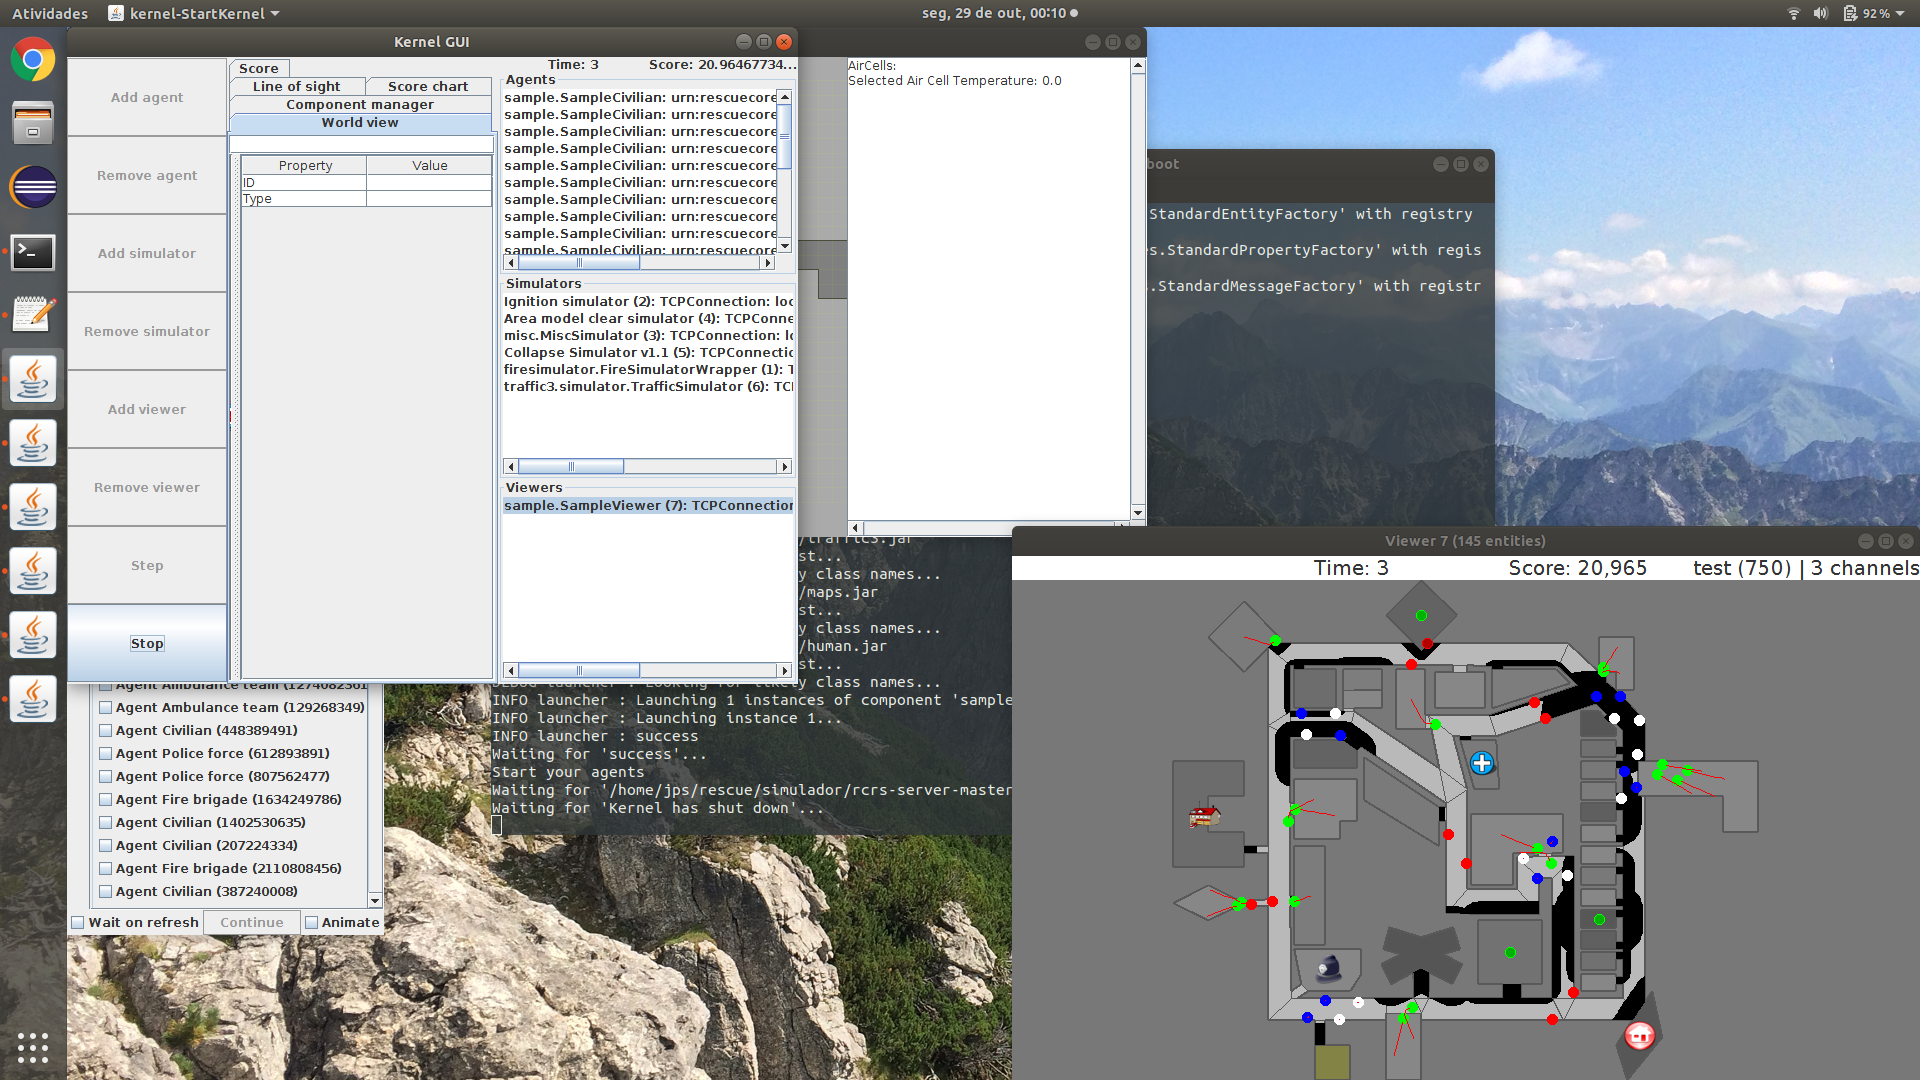 Atividades
kernel-StartKernel
seg, 29 de out, 00:10
92%
Kernel GUI
Add agent
Remove agent
Add simulator
Remove simulator
Add viewer
Remove viewer
Step
Stop
Score
Line of sight
Score chart
Component manager
World view
Property
Value
ID
Type
Time: 3
Score: 20.96467734...
Agents
sample.SampleCivilian: urn:rescuecore
sample.SampleCivilian: urn:rescuecore
sample.SampleCivilian: urn:rescuecore
sample.SampleCivilian: urn:rescuecore
sample.SampleCivilian: urn:rescuecore
sample.SampleCivilian: urn:rescuecore
sample.SampleCivilian: urn:rescuecore
sample.SampleCivilian: urn:rescuecore
sample.SampleCivilian: urn:rescuecore
sample.SampleCivilian: urn:rescuecore
Simulators
Ignition simulator (2): TCPConnection: loc
Area model clear simulator (4): TCPConne
misc.MiscSimulator (3): TCPConnection: lo
Collapse Simulator v1.1 (5): TCPConnectio
firesimulator.FireSimulatorWrapper (1): T
traffic3.simulator.TrafficSimulator (6): TCI
Viewers
sample.SampleViewer (7): TCPConnection
AirCells:
Selected Air Cell Temperature: 0.0
boot
StandardEntityFactory' with registry
s.StandardPropertyFactory' with regis
.StandardMessageFactory' with registr
/traffic3.jar
st...
y class names...
/maps.jar
st...
y class names...
/human.jar
st...
DEBUG launcher : Looking for likely class names...
INFO launcher : Launching 1 instances of component 'sample
INFO launcher : Launching instance 1...
INFO launcher : success
Waiting for 'success'...
Start your agents
Waiting for '/home/jps/rescue/simulador/rcrs-server-master
Waiting for 'Kernel has shut down'...
Agent Ambulance team (1274082361
Agent Ambulance team (129268349)
Agent Civilian (448389491)
Agent Police force (612893891)
Agent Police force (807562477)
Agent Fire brigade (1634249786)
Agent Civilian (1402530635)
Agent Civilian (207224334)
Agent Fire brigade (2110808456)
Agent Civilian (387240008)
Wait on refresh
Continue
Animate
Viewer 7 (145 entities)
Time: 3
Score: 20,965
test (750) | 3 channels